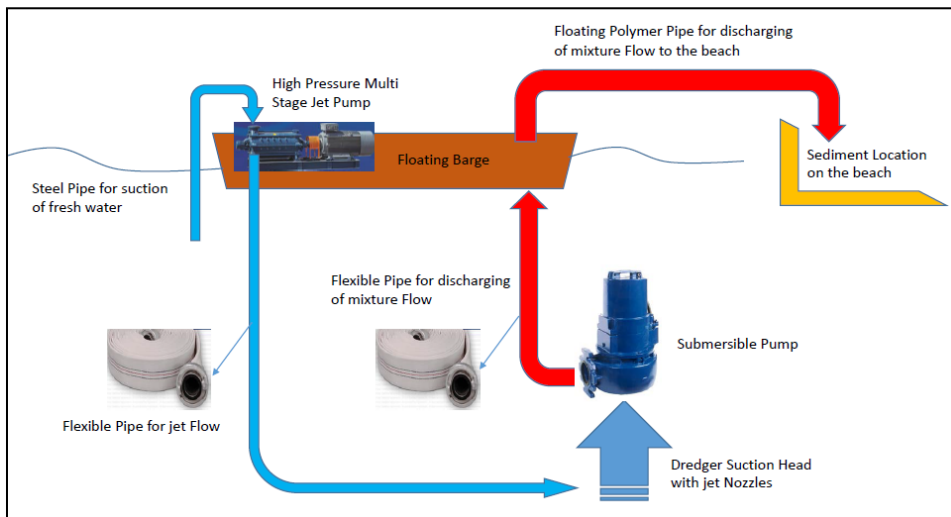 Floating Polymer Pipe for discharging
of mixture Flow to the beach
High Pressure Multi
Stage Jet Pump
Floating Barge
Sediment Location
on the beach
Steel Pipe for suction
of fresh water
Flexible Pipe for discharging
of mixture Flow
Submersible Pump
Flexible Pipe for jet Flow
Dredger Suction Head
with jet Nozzles